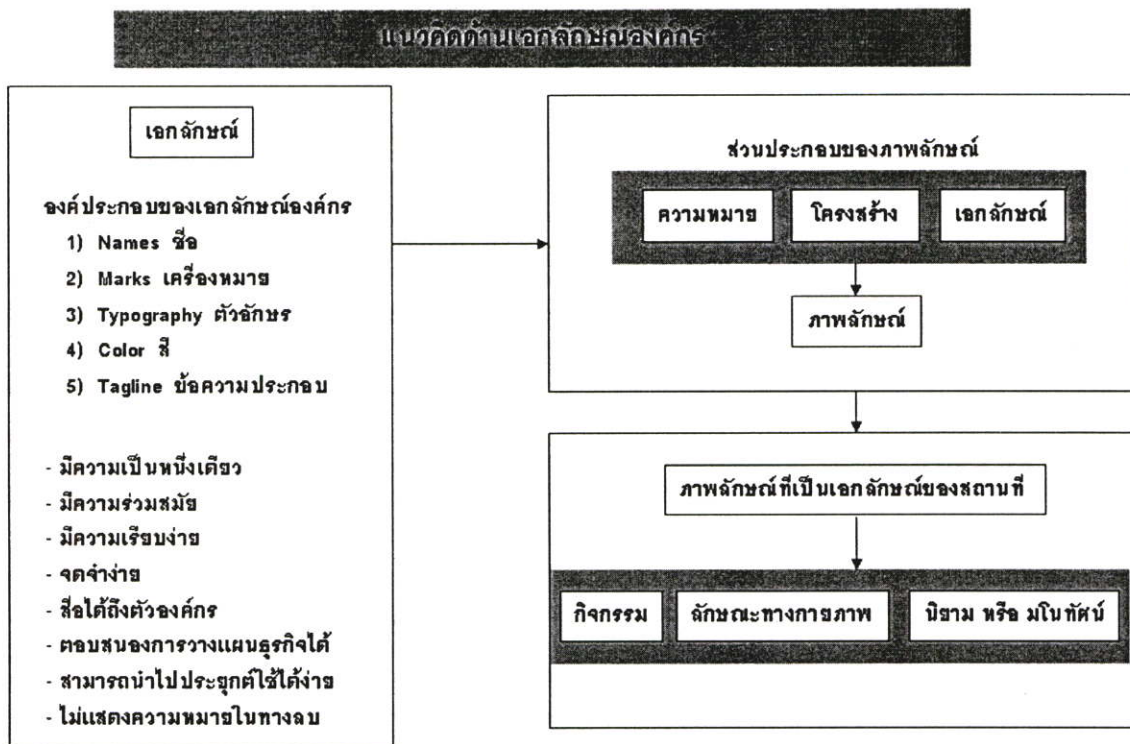 แนวคิดด้านเอกลักษณ์องค์กร
เอกลักษณ์
องค์ประกอบของเอกลักษณ์องค์กร
1) Names ชื่อ
2) Marks เครื่องหมาย
3) Typography ตัวอักษร
4) Color สี
5) Tagline ข้อความประกอบ
- มีความเป็นหนึ่งเดียว
- มีความร่วมสมัย
- มีความเรียบง่าย
- จดจำง่าย
- สื่อได้ถึงตัวองค์กร
- ตอบสนองการวางแผนธุรกิจได้
- สามารถนำไปประยุกต์ใช้ได้ง่าย
- ไม่แสดงความหมายในทางลบ
ส่วนประกอบของภาพลักษณ์
ความหมาย โครงสร้าง เอกลักษณ์
ภาพลักษณ์
ภาพลักษณ์ที่เป็นเอกลักษณ์ของสถานที่
กิจกรรม ลักษณะทางกายภาพ นิยาม หรือ มโนทัศน์